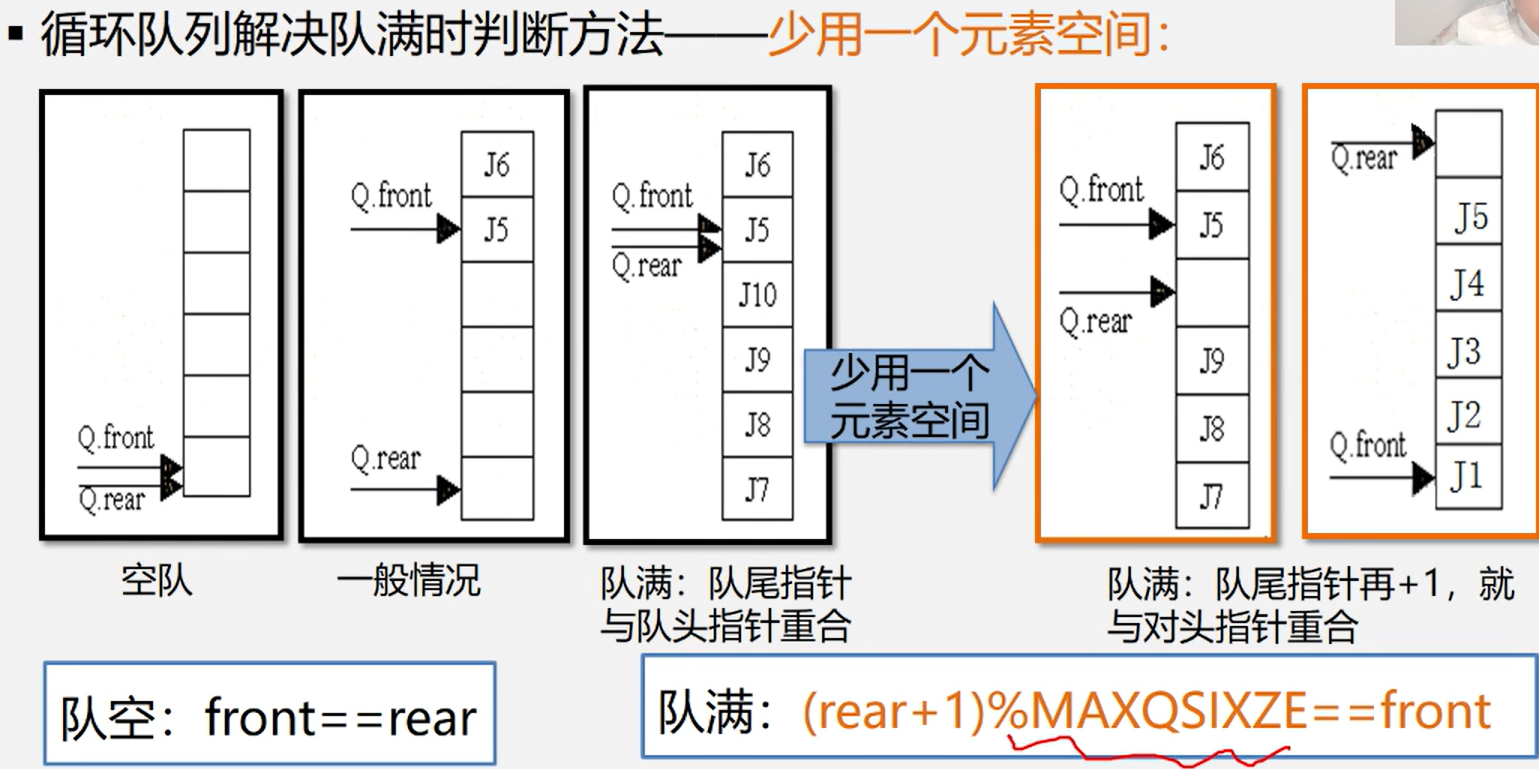 ▪ 循环队列解决队满时判断方法——少用一个元素空间：
Q.front
Q.rear
Q.front
Q.rear
J6
J5
Q.front
Q.rear
J6
J5
J10
J9
J8
J7
少用一个
元素空间
Q.front
Q.rear
J6
J5
J9
J8
J7
Q.rear
Q.front
J5
J4
J3
J2
J1
空队
一般情况
队满：队尾指针
与队头指针重合
队满：队尾指针再+1，就
与对头指针重合
队空：front==rear
队满：(rear+1)%MAXQSIXZE==front